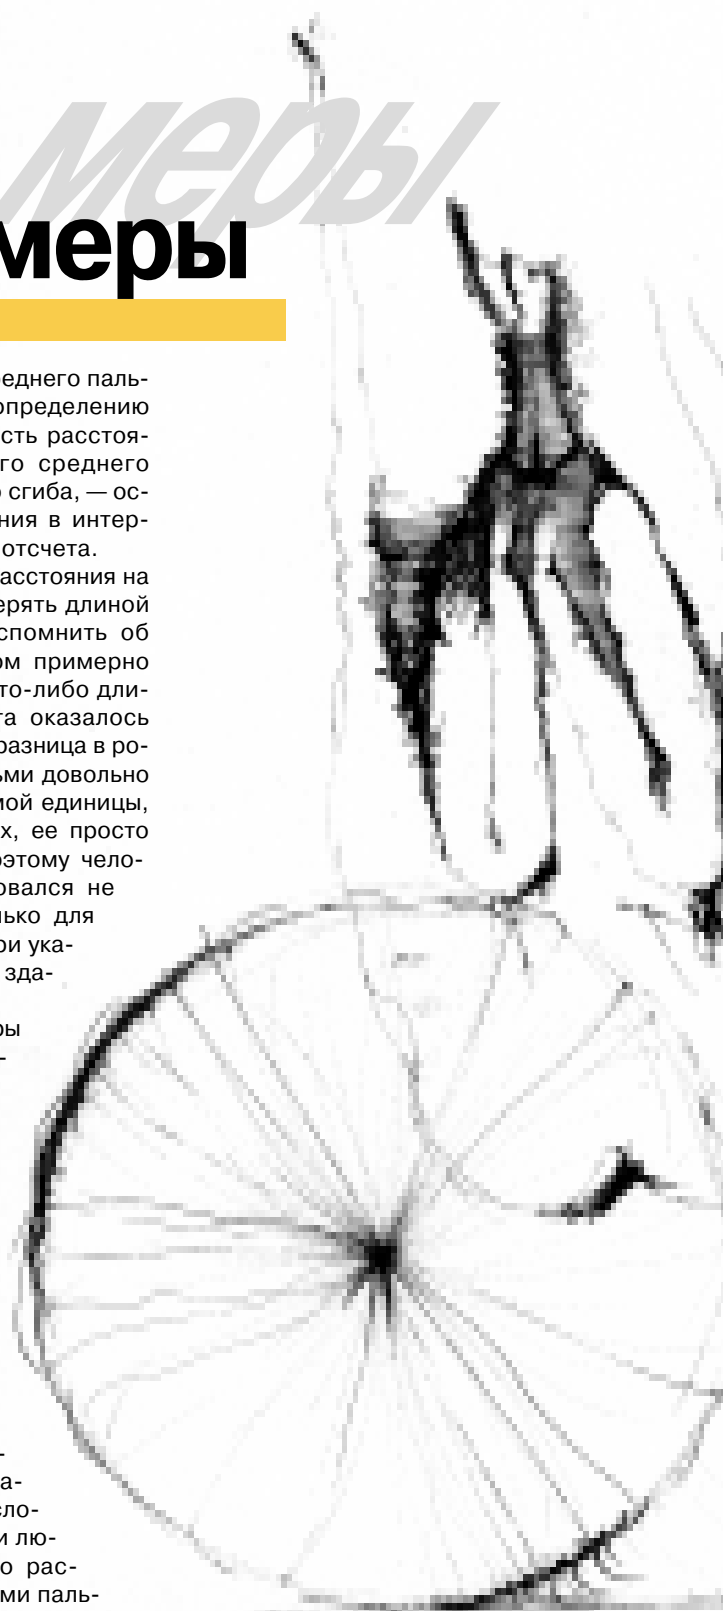 меры
меры
еднего паль-
определению
сть расстоя-
го среднего
сгиба, — ос-
ния в интер-
отсчета.
асстояния на
ерять длиной
спомнить об
ом примерно
то-либо дли-
та оказалось
разница в ро-
ьми довольно
мой единицы,
х, ее просто
оэтому чело-
овался не
лько для
ри ука-
зда-
ры
-
-
а-
сло-
и лю-
о рас-
ми паль-